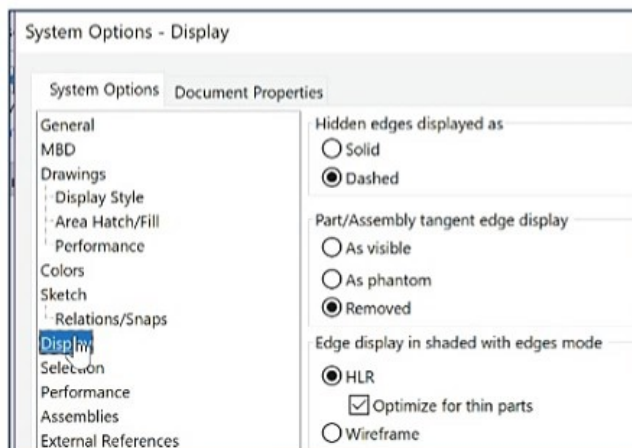 System Options - Display
System Options
Document Properties
General
MBD
Drawings
Display Style
Area Hatch/Fill
Performance
Colors
Sketch
Relations/Snaps
Display
Selection
Performance
Assemblies
External References
Hidden edges displayed as
Solid
Dashed
Part/Assembly tangent edge display
As visible
As phantom
Removed
Edge display in shaded with edges mode
HLR
Optimize for thin parts
Wireframe